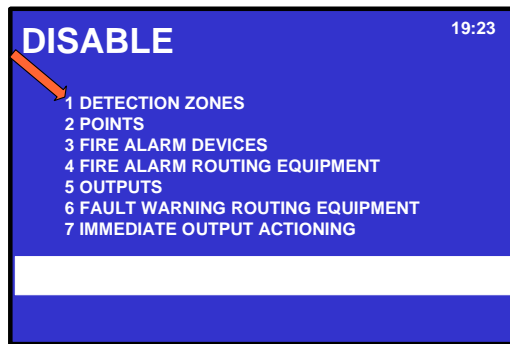 DISABLE
19:23
1 DETECTION ZONES
2 POINTS
3 FIRE ALARM DEVICES
4 FIRE ALARM ROUTING EQUIPMENT
5 OUTPUTS
6 FAULT WARNING ROUTING EQUIPMENT
7 IMMEDIATE OUTPUT ACTIONING